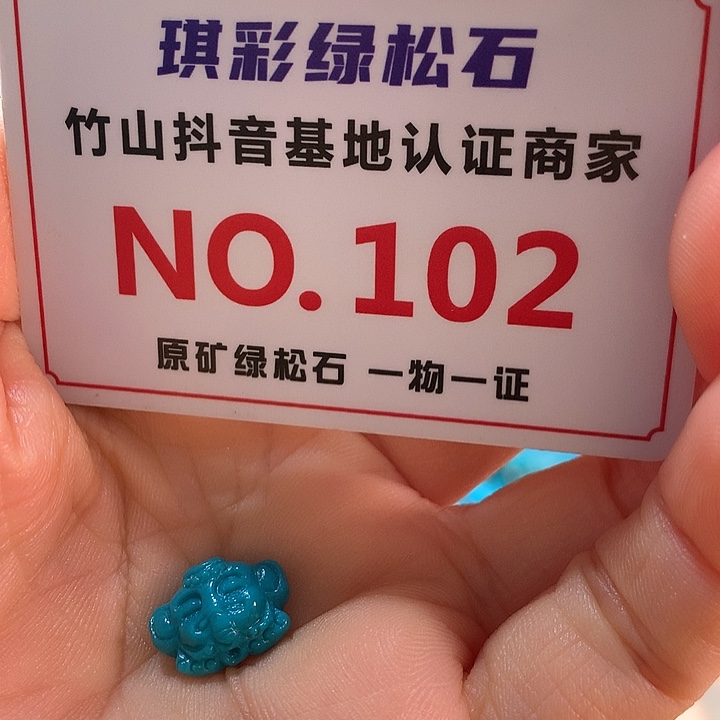 琪彩绿松石
竹山抖音基地认证商家
NO.102
原矿绿松石 一物一证